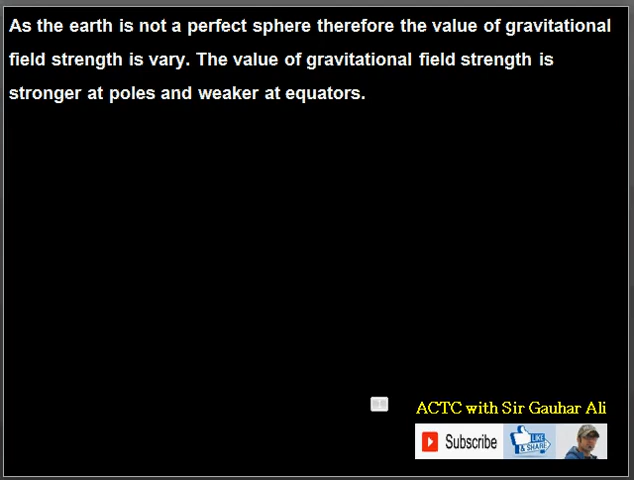 As the earth is not a perfect sphere therefore the value of gravitational
field strength is vary. The value of gravitational field strength is
stronger at poles and weaker at equators.
ACTC with Sir Gauhar Ali
Subscribe
LIKE
& SHARE